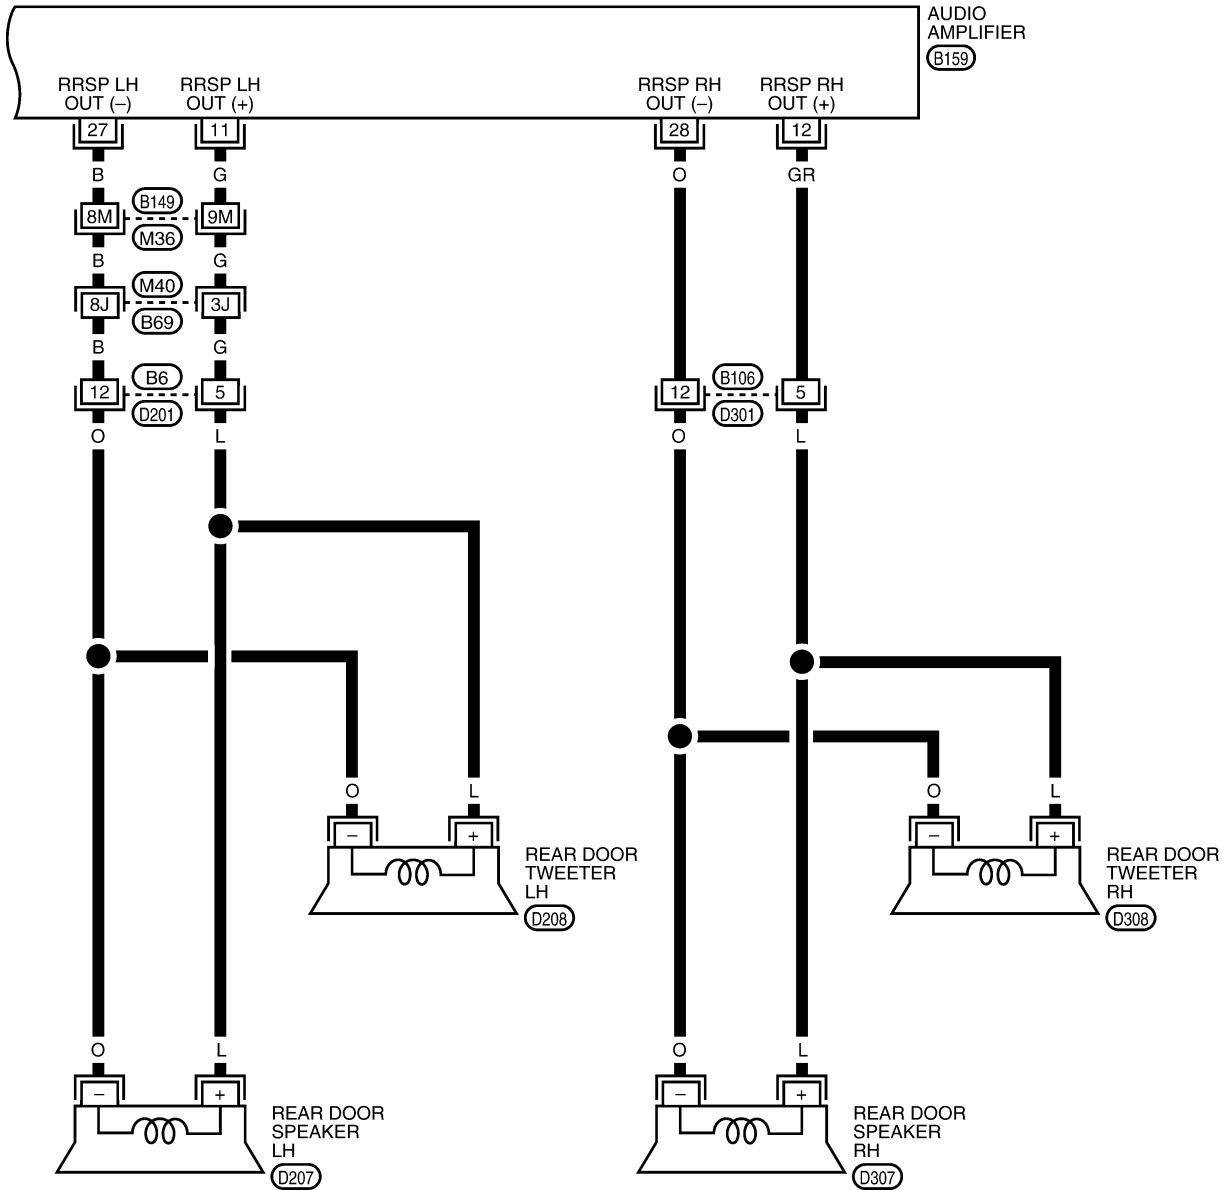 AUDIO
AMPLIFIER
B159
RRSP LH
OUT (–)
RRSP LH
OUT (+)
RRSP RH
OUT (–)
RRSP RH
OUT (+)
27
11
28
12
B
G
O
GR
8M
B149
M36
9M
B
G
8J
M40
B69
3J
B
G
12
B6
D201
5
12
B106
D301
5
O
L
O
L
O
L
O
L
–
+
–
+
REAR DOOR
TWEETER
LH
D208
REAR DOOR
TWEETER
RH
D308
O
L
O
L
–
+
–
+
REAR DOOR
SPEAKER
LH
D207
REAR DOOR
SPEAKER
RH
D307